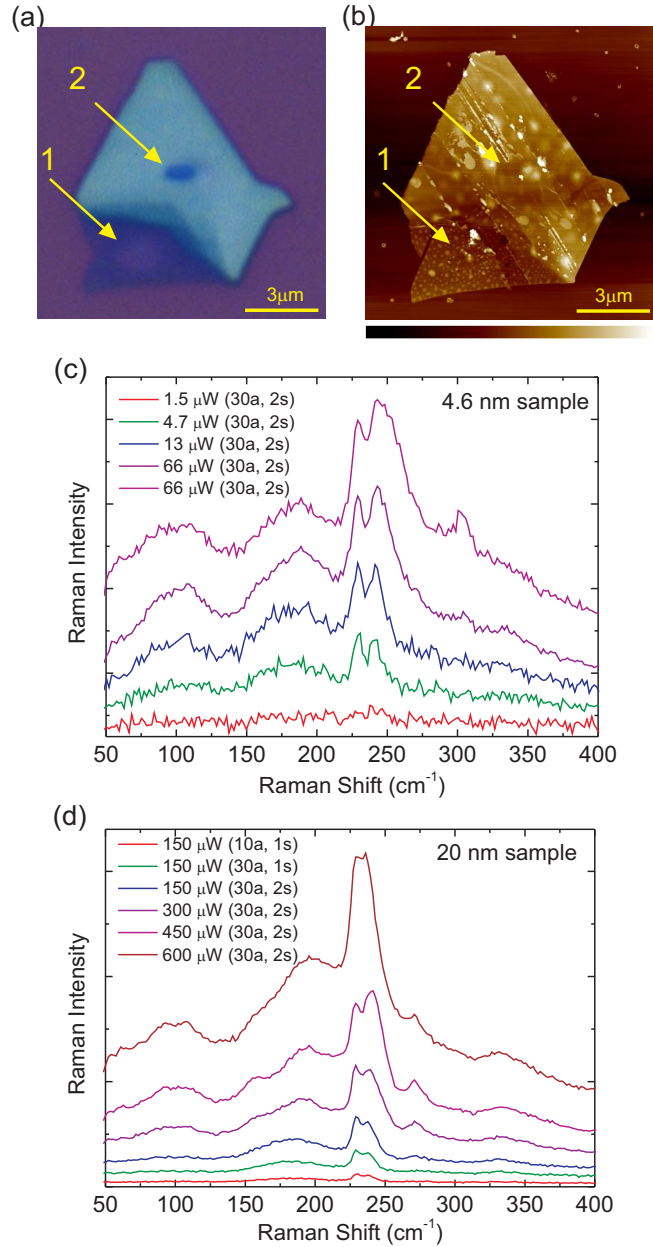 (a)
(b)
2
1
3μm
2
1
3μm
(c)
1.5 μW (30a, 2s)
4.7 μW (30a, 2s)
13 μW (30a, 2s)
66 μW (30a, 2s)
66 μW (30a, 2s)
4.6 nm sample
Raman Intensity
50 100 150 200 250 300 350 400
Raman Shift (cm⁻¹)
(d)
150 μW (10a, 1s)
150 μW (30a, 1s)
150 μW (30a, 2s)
300 μW (30a, 2s)
450 μW (30a, 2s)
600 μW (30a, 2s)
20 nm sample
Raman Intensity
50 100 150 200 250 300 350 400
Raman Shift (cm⁻¹)